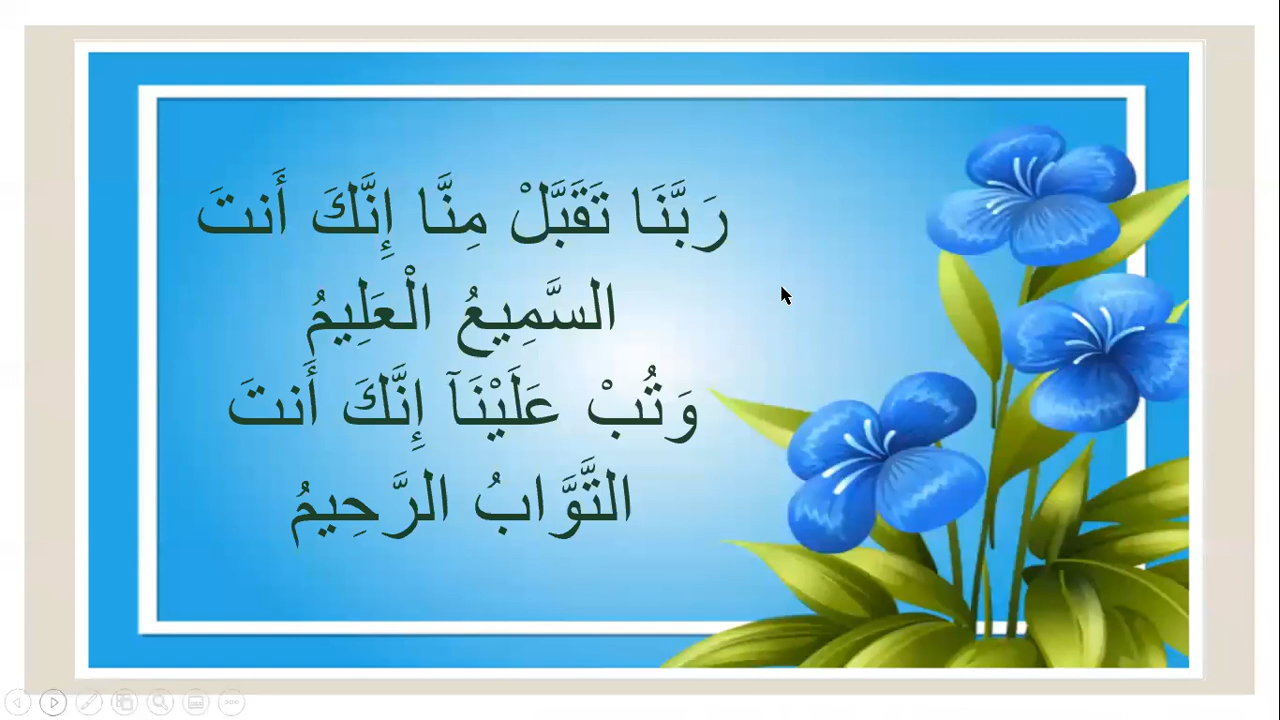 رَبَّنَا تَقَبَّلْ مِنَّا إِنَّكَ أَنتَ
السَّمِيعُ الْعَلِيمُ
وَتُبْ عَلَيْنَآ إِنَّكَ أَنتَ
التَّوَّابُ الرَّحِيمُ